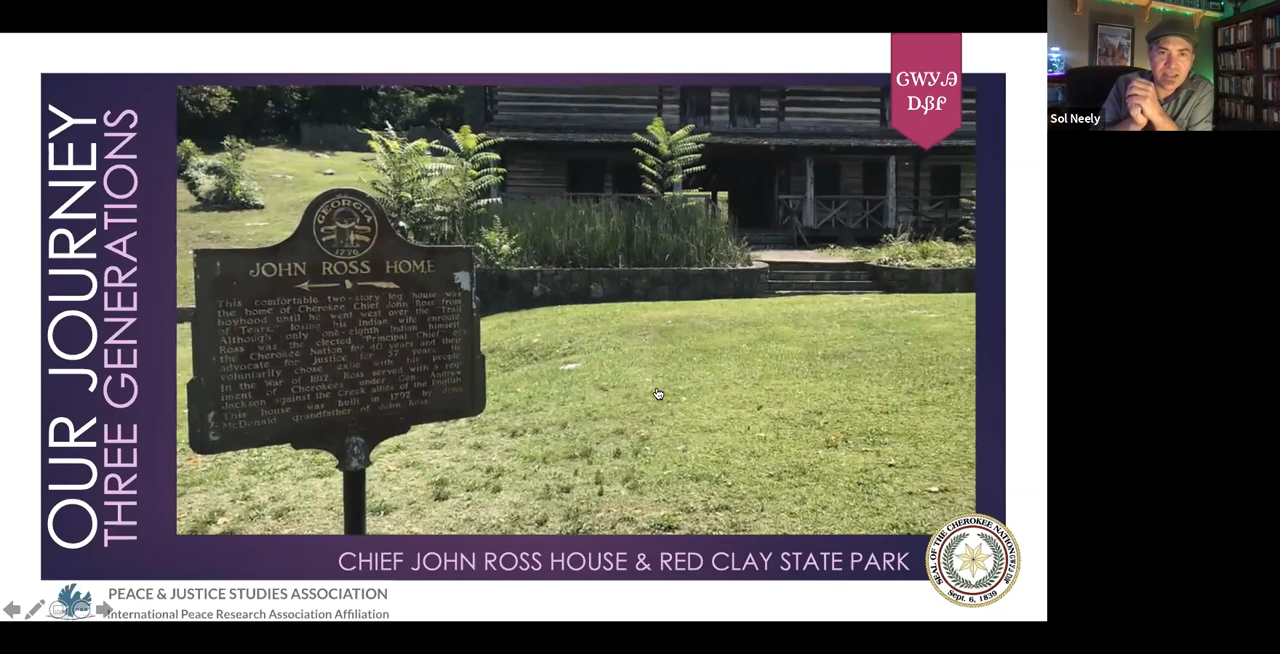 OUR JOURNEY
THREE GENERATIONS
ᏣᎳᎩᎯ
ᎠᏰᎵ
Sol Neely
GEORGIA
1776
JOHN ROSS HOME
This comfortable two-story log house was
the home of Cherokee Chief John Ross from
boyhood until he went west over the "Trail
of Tears," losing his Indian wife enroute.
Although only one-eighth Indian himself,
Ross was the elected "Principal Chief" of
the Cherokee Nation for 40 years and their
advocate for justice for 57 years. He
voluntarily chose exile with his people.
In the War of 1812, Ross served with a reg-
iment of Cherokees under Gen. Andrew
Jackson against the Creek allies of the English
This house was built in 1797 by John
McDonald grandfather of John Ross.
CHIEF JOHN ROSS HOUSE & RED CLAY STATE PARK
SEAL OF THE CHEROKEE NATION
Sept. 6, 1839
PEACE & JUSTICE STUDIES ASSOCIATION
International Peace Research Association Affiliation